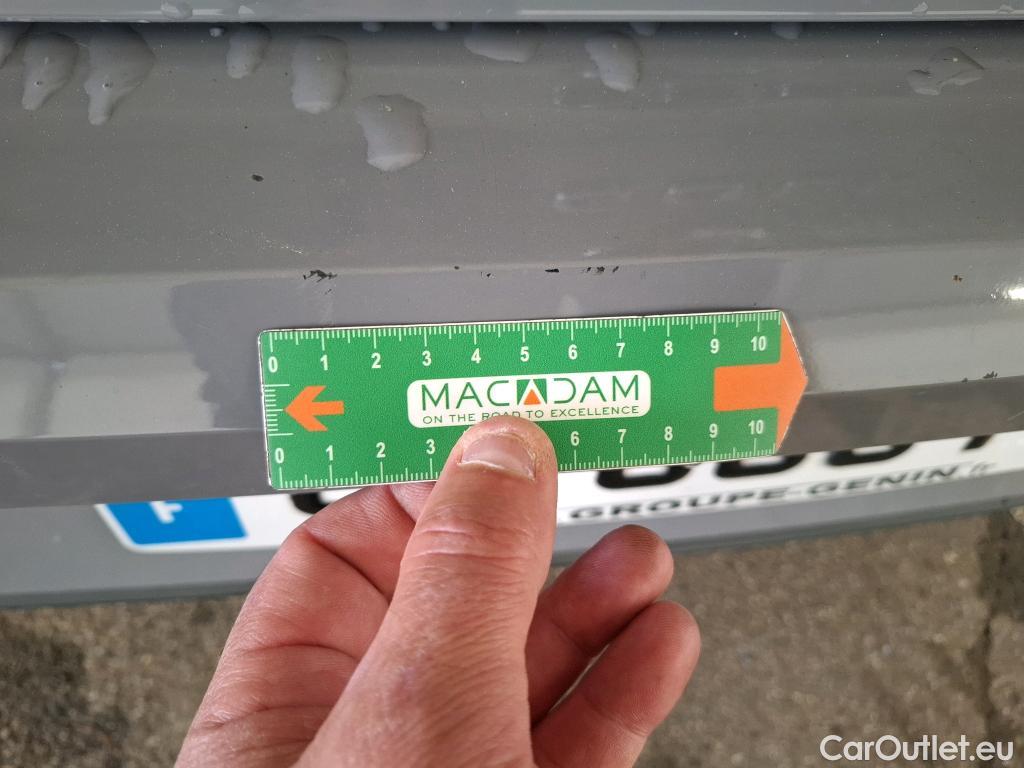 0 1 2 3 4 5 6 7 8 9 10
MACADAM
ON THE ROAD TO EXCELLENCE
0 1 2 3 6 7 8 9 10
F
GROUPE-GENIN.fr
CarOutlet.eu